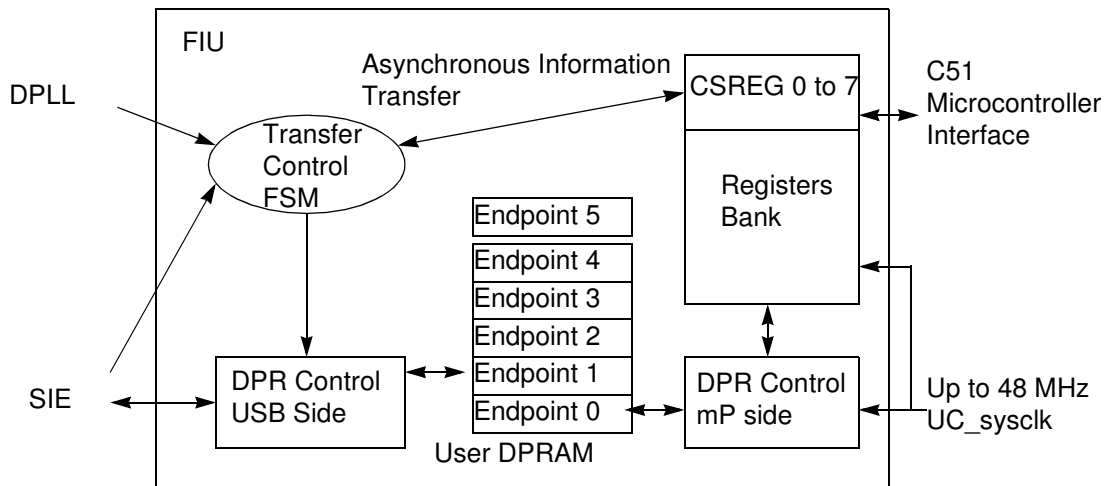 FIU
DPLL
Asynchronous Information
Transfer
CSREG 0 to 7
C51
Microcontroller
Interface
Transfer
Control
FSM
Registers
Bank
Endpoint 5
Endpoint 4
Endpoint 3
Endpoint 2
Endpoint 1
Endpoint 0
User DPRAM
SIE
DPR Control
USB Side
DPR Control
mP side
Up to 48 MHz
UC_sysclk